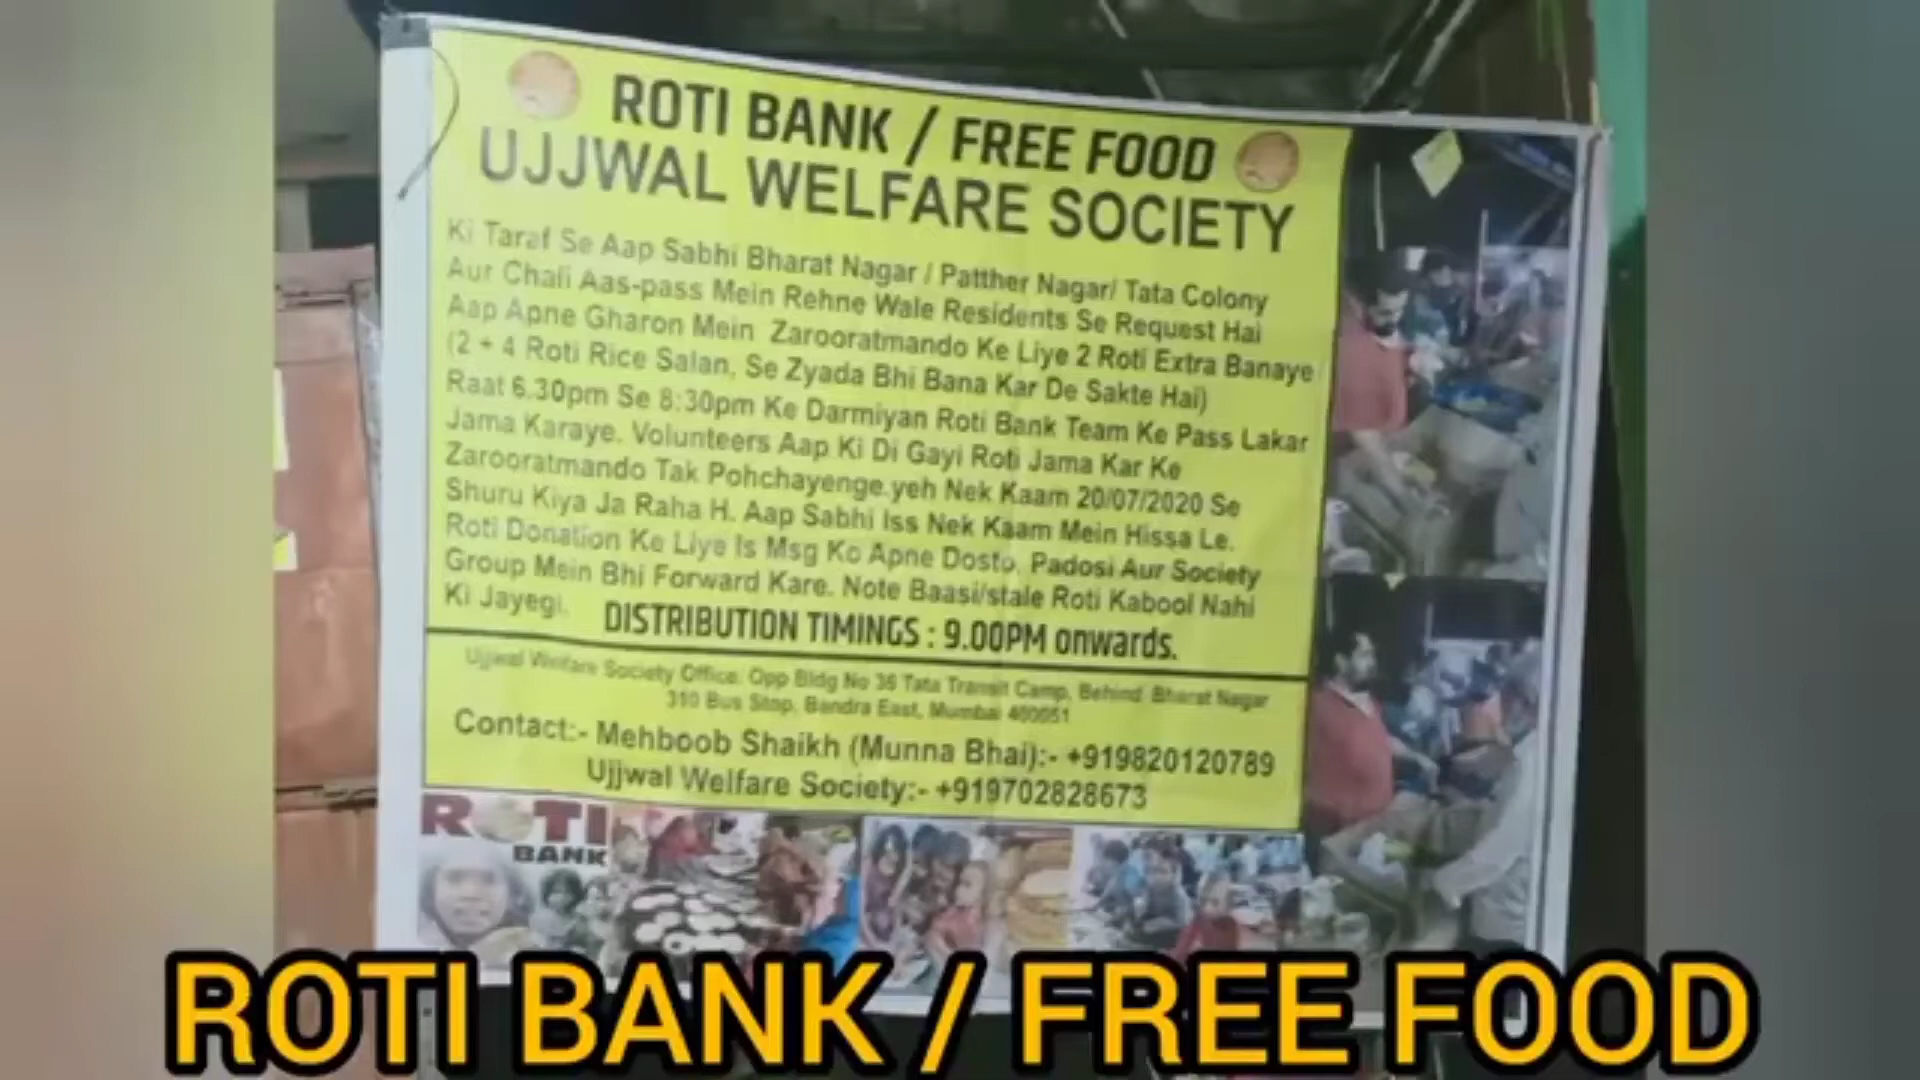 ROTI BANK / FREE FOOD
UJJWAL WELFARE SOCIETY
Ki Taraf Se Aap Sabhi Bharat Nagar / Patther Nagar/ Tata Colony
Aur Chali Aas-pass Mein Rehne Wale Residents Se Request Hai
Aap Apne Gharon Mein Zarooratmando Ke Liye 2 Roti Extra Banaye
(2 + 4 Roti Rice Salan, Se Zyada Bhi Bana Kar De Sakte Hai)
Raat 6.30pm Se 8:30pm Ke Darmiyan Roti Bank Team Ke Pass Lakar
Jama Karaye. Volunteers Aap Ki Di Gayi Roti Jama Kar Ke
Zarooratmando Tak Pohchayenge.yeh Nek Kaam 20/07/2020 Se
Shuru Kiya Ja Raha H. Aap Sabhi Iss Nek Kaam Mein Hissa Le.
Roti Donation Ke Liye Is Msg Ko Apne Dosto, Padosi Aur Society
Group Mein Bhi Forward Kare. Note Baasi/stale Roti Kabool Nahi
Ki Jayegi.
DISTRIBUTION TIMINGS : 9.00PM onwards.
Ujjwal Welfare Society Office. Opp Bldg No 36 Tata Transit Camp, Behind Bharat Nagar
310 Bus Stop, Bandra East, Mumbai 400051
Contact:- Mehboob Shaikh (Munna Bhai):- +919820120789
Ujjwal Welfare Society:- +919702828673
ROTI
BANK
ROTI BANK / FREE FOOD